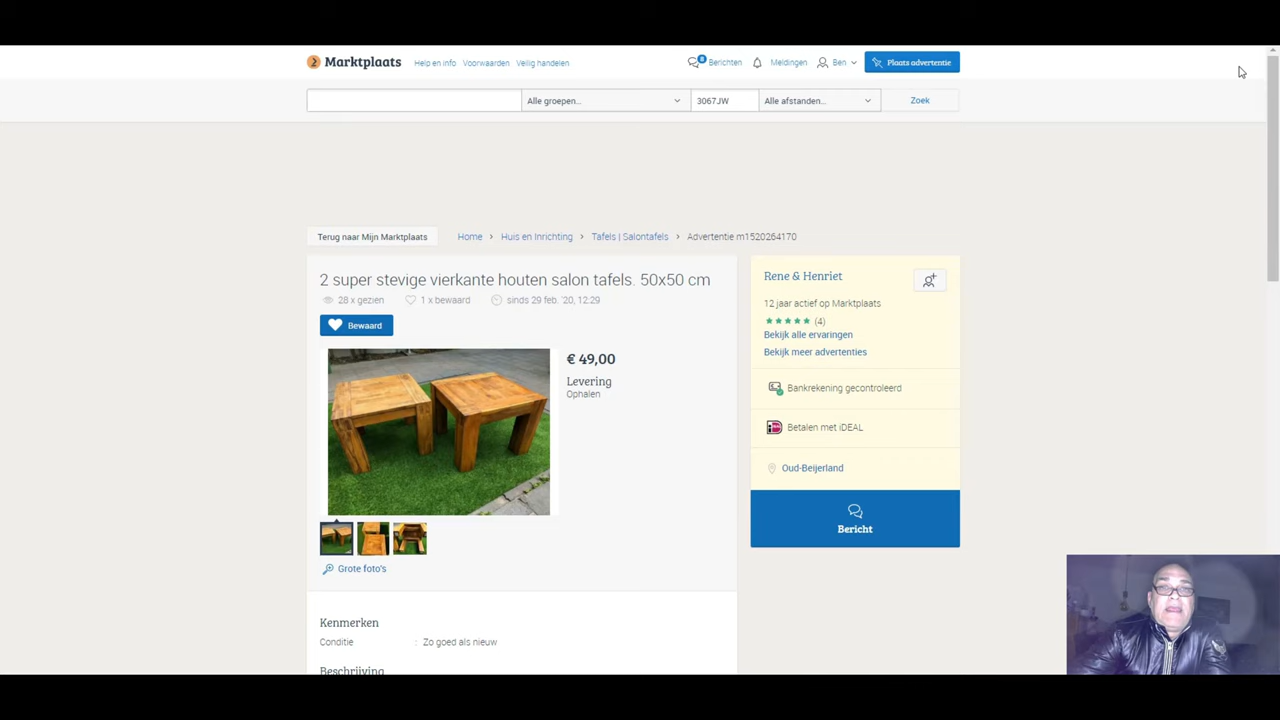 Marktplaats
Help en info Voorwaarden Veilig handelen
8 Berichten Meldingen Ben Plaats advertentie
Alle groepen... 3067JW Alle afstanden... Zoek
Terug naar Mijn Marktplaats Home > Huis en Inrichting > Tafels | Salontafels > Advertentie m1520264170
2 super stevige vierkante houten salon tafels. 50x50 cm
28 x gezien 1 x bewaard sinds 29 feb. '20, 12:29
Bewaard
€ 49,00
Levering
Ophalen
Grote foto's
Kenmerken
Conditie : Zo goed als nieuw
Beschrijving
Rene & Henriet
12 jaar actief op Marktplaats
(4)
Bekijk alle ervaringen
Bekijk meer advertenties
Bankrekening gecontroleerd
Betalen met iDEAL
Oud-Beijerland
Bericht